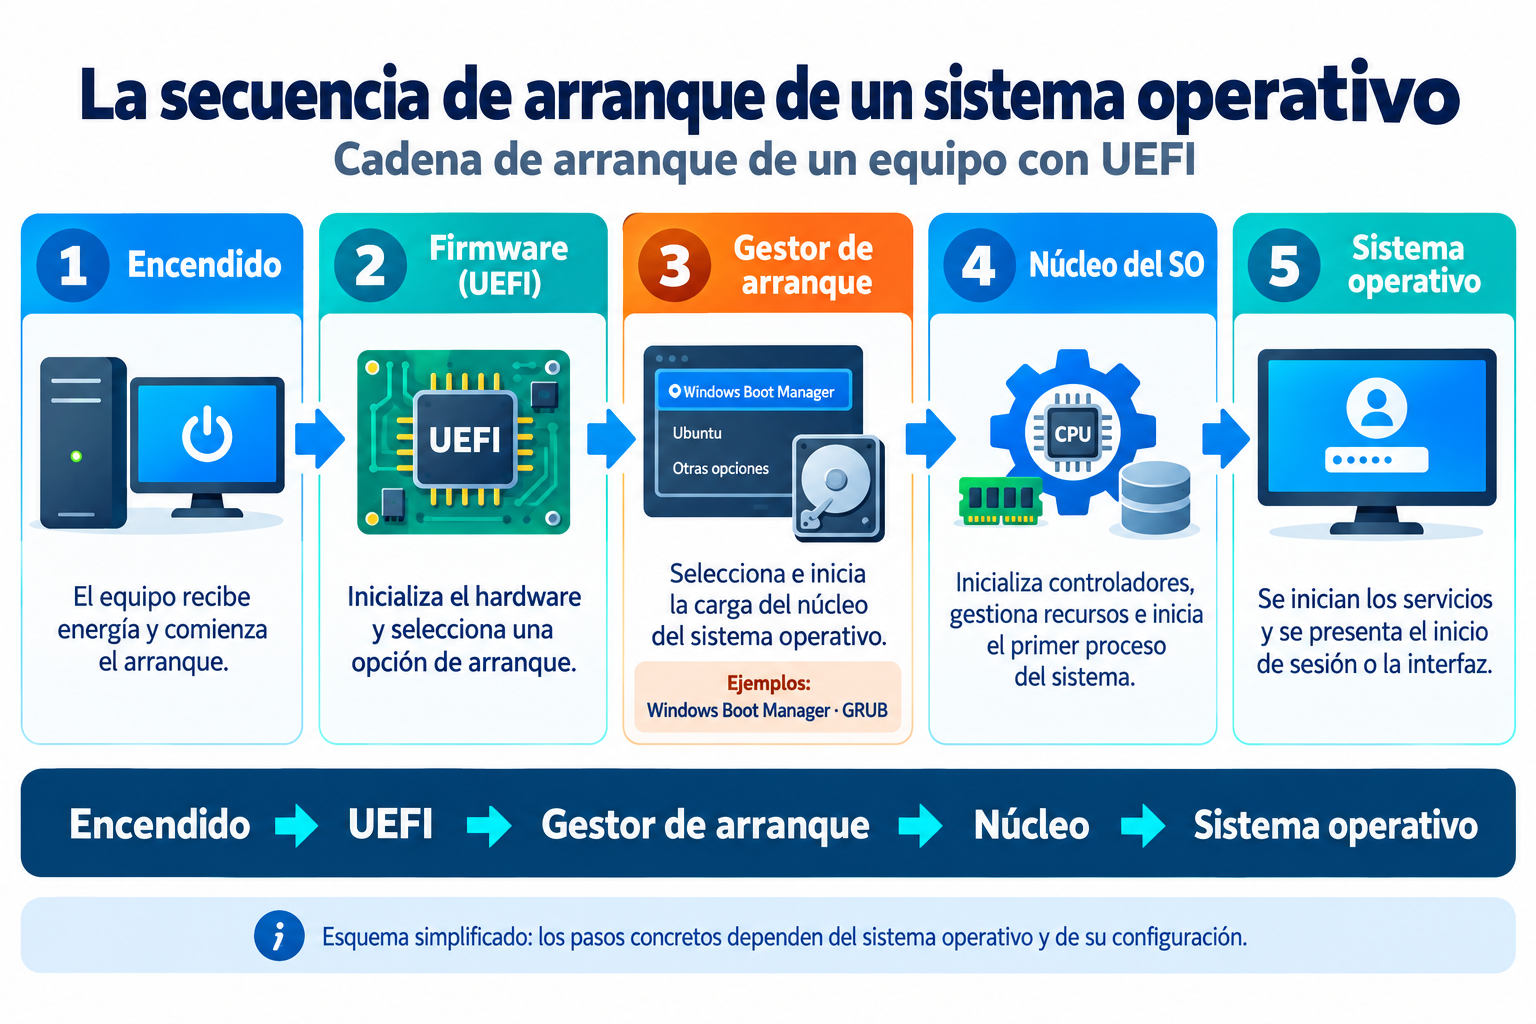 La secuencia de arranque de un sistema operativo
Cadena de arranque de un equipo con UEFI
1 Encendido
El equipo recibe
energía y comienza
el arranque.
2 Firmware
(UEFI)
UEFI
Inicializa el hardware
y selecciona una
opción de arranque.
3 Gestor de
arranque
Windows Boot Manager
Ubuntu
Otras opciones
Selecciona e inicia
la carga del núcleo
del sistema operativo.
Ejemplos:
Windows Boot Manager · GRUB
4 Núcleo del SO
CPU
Inicializa controladores,
gestiona recursos e inicia
el primer proceso
del sistema.
5 Sistema
operativo
Se inician los servicios
y se presenta el inicio
de sesión o la interfaz.
Encendido UEFI Gestor de arranque Núcleo Sistema operativo
i Esquema simplificado: los pasos concretos dependen del sistema operativo y de su configuración.